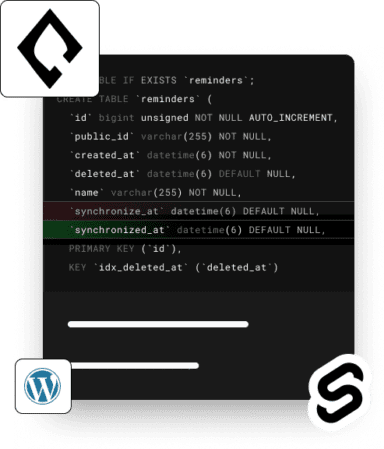 BLE IF EXISTS `reminders`;
CREATE TABLE `reminders` (
`id` bigint unsigned NOT NULL AUTO_INCREMENT,
`public_id` varchar(255) NOT NULL,
`created_at` datetime(6) NOT NULL,
`deleted_at` datetime(6) DEFAULT NULL,
`name` varchar(255) NOT NULL,
`synchronize_at` datetime(6) DEFAULT NULL,
`synchronized_at` datetime(6) DEFAULT NULL,
PRIMARY KEY (`id`),
KEY `idx_deleted_at` (`deleted_at`)